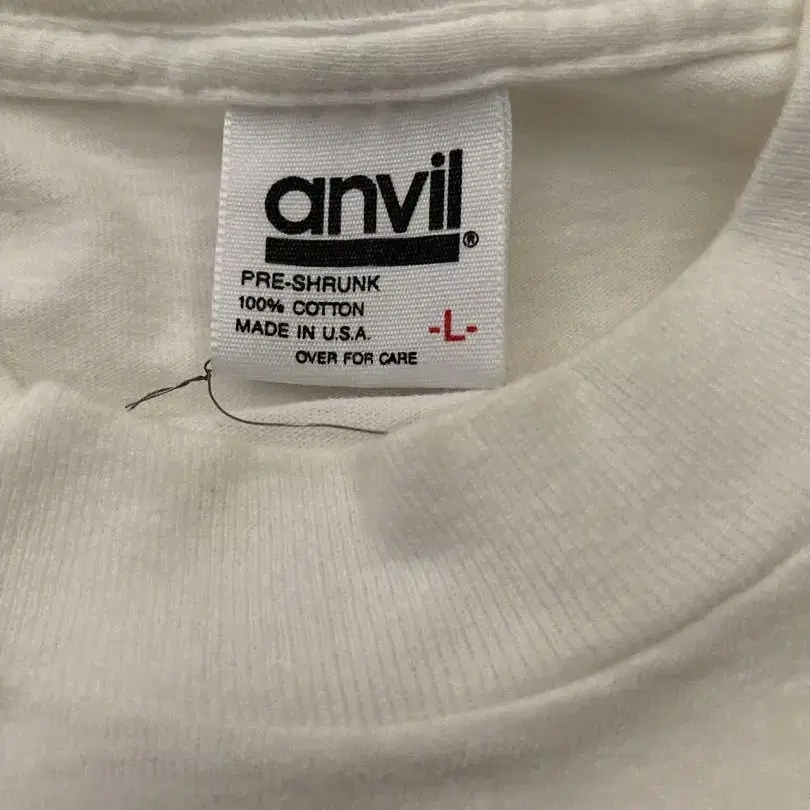 anvil®
PRE-SHRUNK
100% COTTON
MADE IN U.S.A. -L-
OVER FOR CARE